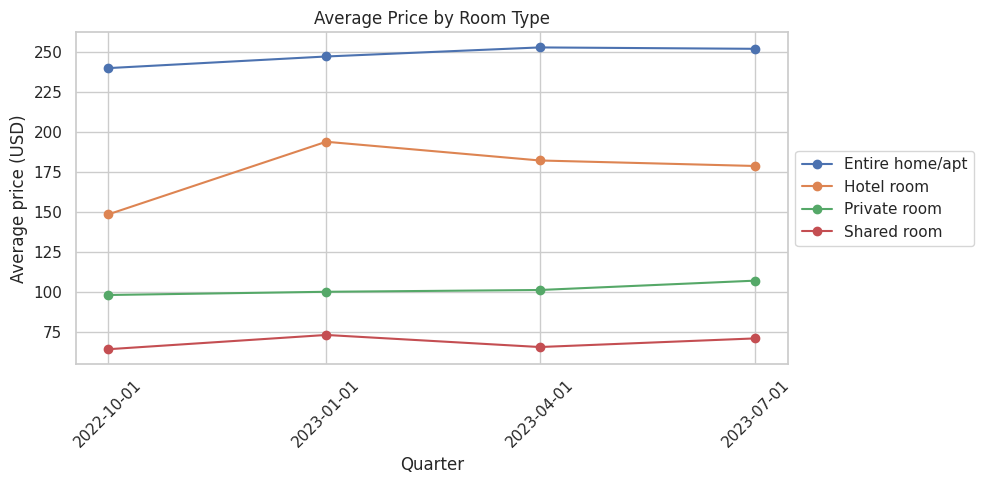 Average Price by Room Type
Average price (USD)
250
225
200
175
150
125
100
75
2022-10-01
2023-01-01
2023-04-01
2023-07-01
Quarter
Entire home/apt
Hotel room
Private room
Shared room